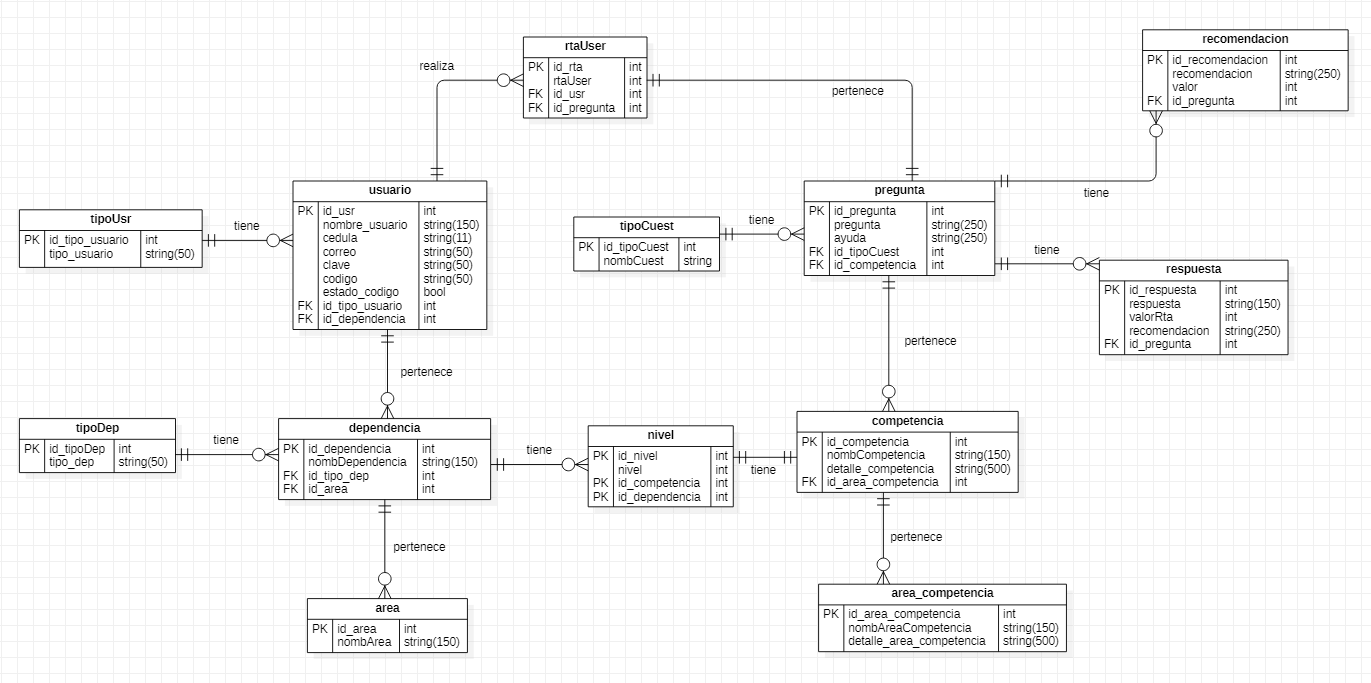 rtaUser
PK id_rta int
rtaUser int
FK id_usr int
FK id_pregunta int
realiza
pertenece
recomendacion
PK id_recomendacion int
recomendacion string(250)
valor int
FK id_pregunta int
tiene
usuario
PK id_usr int
nombre_usuario string(150)
cedula string(11)
correo string(50)
clave string(50)
codigo string(50)
estado_codigo bool
FK id_tipo_usuario int
FK id_dependencia int
tipoUsr
PK id_tipo_usuario int
tipo_usuario string(50)
tiene
tipoCuest
PK id_tipoCuest int
nombCuest string
tiene
pregunta
PK id_pregunta int
pregunta string(250)
ayuda string(250)
FK id_tipoCuest int
FK id_competencia int
tiene
respuesta
PK id_respuesta int
respuesta string(150)
valorRta int
recomendacion string(250)
FK id_pregunta int
pertenece
pertenece
tipoDep
PK id_tipoDep int
tipo_dep string(50)
tiene
dependencia
PK id_dependencia int
nombDependencia string(150)
FK id_tipo_dep int
FK id_area int
tiene
nivel
PK id_nivel int
nivel int
PK id_competencia int
PK id_dependencia int
tiene
competencia
PK id_competencia int
nombCompetencia string(150)
detalle_competencia string(500)
FK id_area_competencia int
pertenece
pertenece
area
PK id_area int
nombArea string(150)
area_competencia
PK id_area_competencia int
nombAreaCompetencia string(150)
detalle_area_competencia string(500)